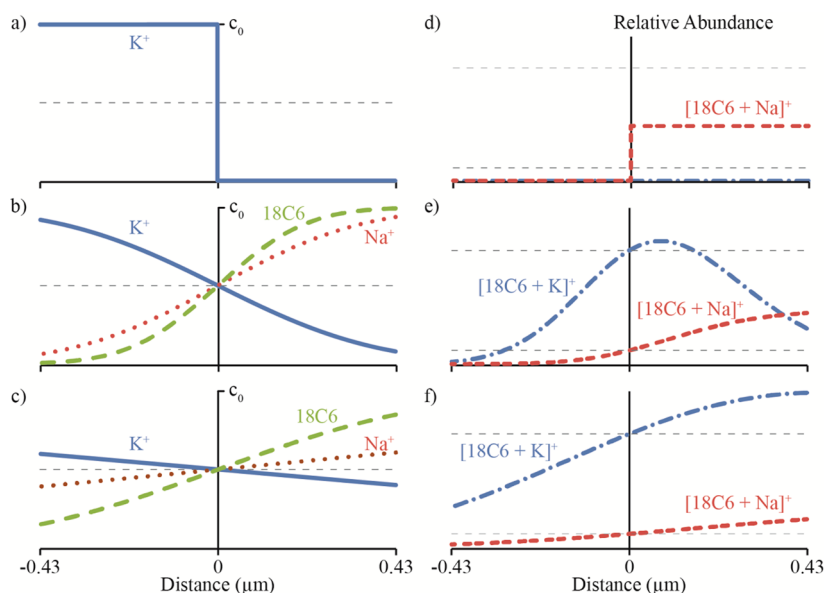 a)
c₀
K⁺
d)
Relative Abundance
[18C6 + Na]⁺
b)
c₀
K⁺
18C6
Na⁺
e)
[18C6 + K]⁺
[18C6 + Na]⁺
c)
c₀
K⁺
18C6
Na⁺
f)
[18C6 + K]⁺
[18C6 + Na]⁺
-0.43 0 0.43
Distance (µm)
-0.43 0 0.43
Distance (µm)